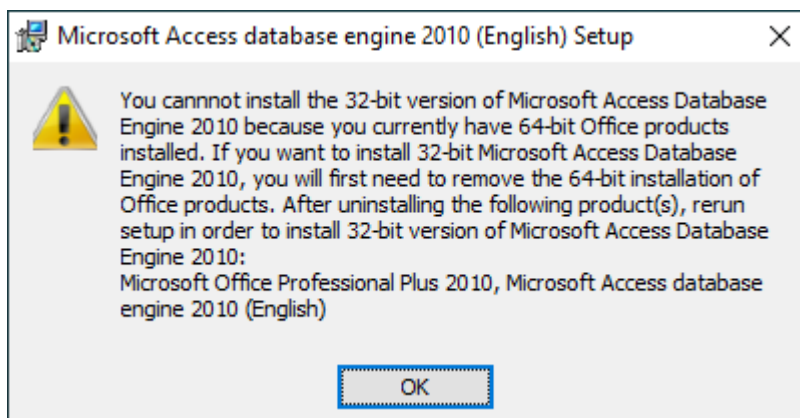 Microsoft Access database engine 2010 (English) Setup
You cannnot install the 32-bit version of Microsoft Access Database
Engine 2010 because you currently have 64-bit Office products
installed. If you want to install 32-bit Microsoft Access Database
Engine 2010, you will first need to remove the 64-bit installation of
Office products. After uninstalling the following product(s), rerun
setup in order to install 32-bit version of Microsoft Access Database
Engine 2010:
Microsoft Office Professional Plus 2010, Microsoft Access database
engine 2010 (English)
OK